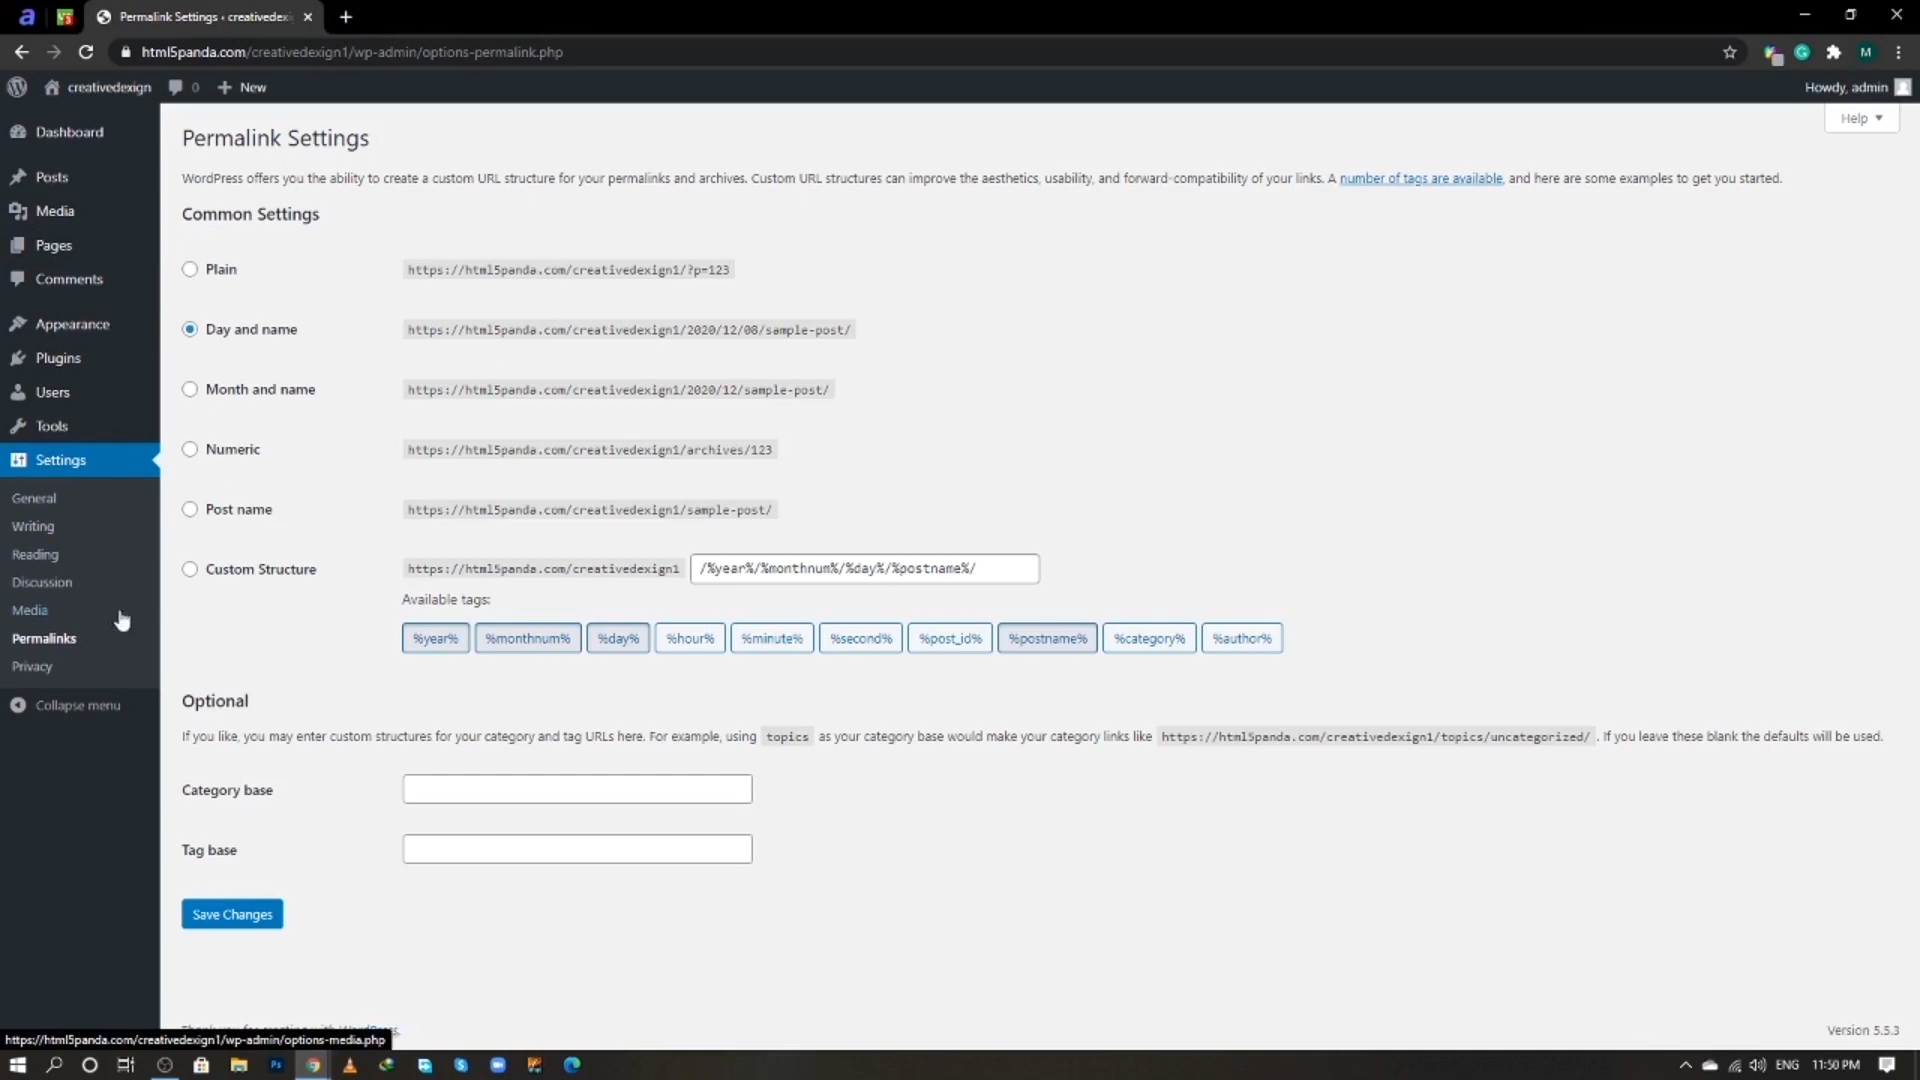 Permalink Settings ‹ creativedexi
html5panda.com/creativedexign1/wp-admin/options-permalink.php
M
creativedexign
0
New
Howdy, admin
Dashboard
Posts
Media
Pages
Comments
Appearance
Plugins
Users
Tools
Settings
General
Writing
Reading
Discussion
Media
Permalinks
Privacy
Collapse menu
Help
Permalink Settings
WordPress offers you the ability to create a custom URL structure for your permalinks and archives. Custom URL structures can improve the aesthetics, usability, and forward-compatibility of your links. A number of tags are available, and here are some examples to get you started.
Common Settings
Plain https://html5panda.com/creativedexign1/?p=123
Day and name https://html5panda.com/creativedexign1/2020/12/08/sample-post/
Month and name https://html5panda.com/creativedexign1/2020/12/sample-post/
Numeric https://html5panda.com/creativedexign1/archives/123
Post name https://html5panda.com/creativedexign1/sample-post/
Custom Structure https://html5panda.com/creativedexign1 /%year%/%monthnum%/%day%/%postname%/
Available tags:
%year% %monthnum% %day% %hour% %minute% %second% %post_id% %postname% %category% %author%
Optional
If you like, you may enter custom structures for your category and tag URLs here. For example, using topics as your category base would make your category links like https://html5panda.com/creativedexign1/topics/uncategorized/ . If you leave these blank the defaults will be used.
Category base
Tag base
Save Changes
Thank you for creating with WordPress.
Version 5.5.3
https://html5panda.com/creativedexign1/wp-admin/options-media.php
Ps
ENG
11:50 PM